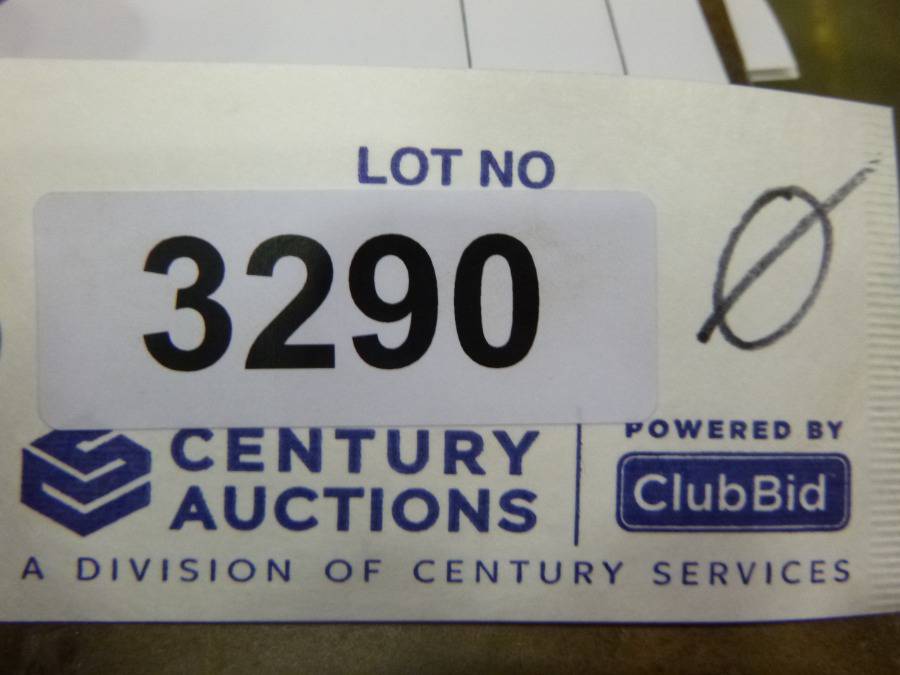 LOT NO
3290
Ø
CENTURY
AUCTIONS
POWERED BY
ClubBid
A DIVISION OF CENTURY SERVICES